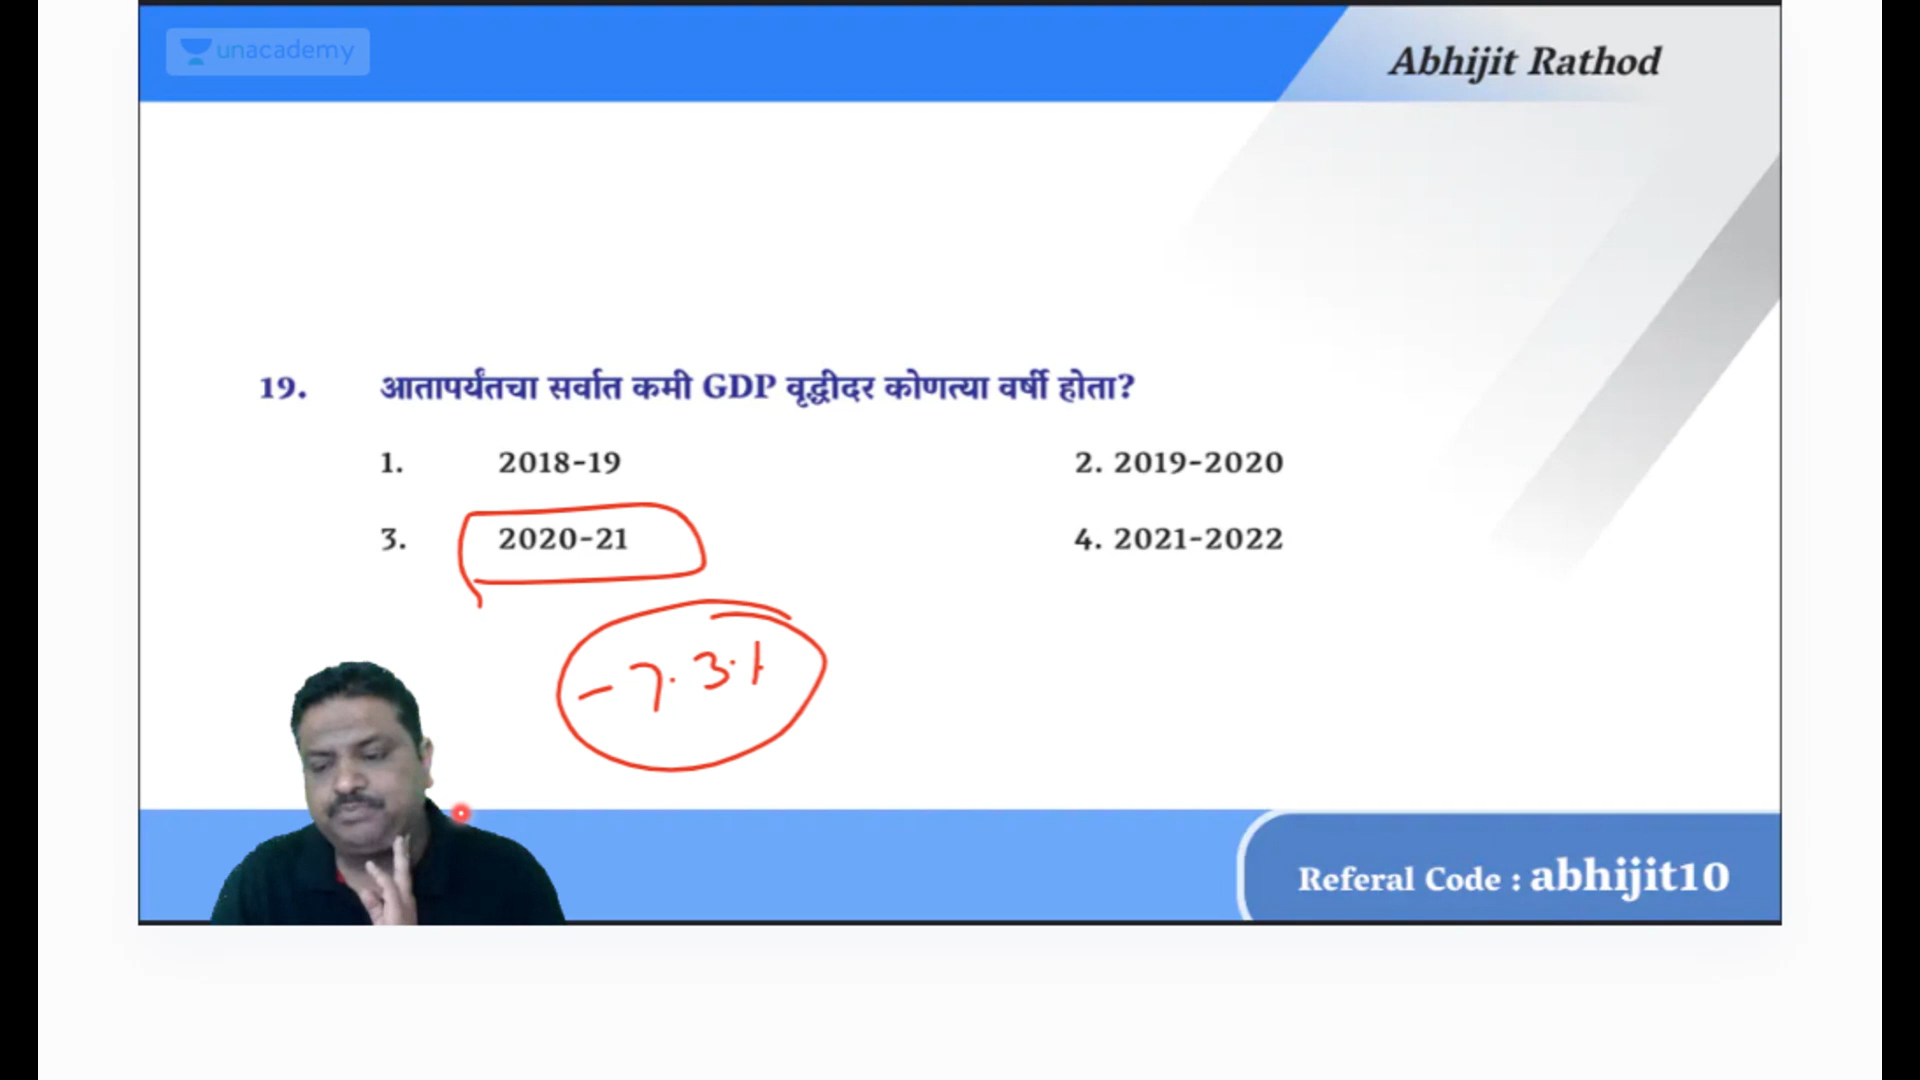 unacademy
Abhijit Rathod
19. आतापर्यंतचा सर्वात कमी GDP वृद्धीदर कोणत्या वर्षी होता?
1. 2018-19 2. 2019-2020
3. 2020-21 4. 2021-2022
-7.3%
Referal Code : abhijit10